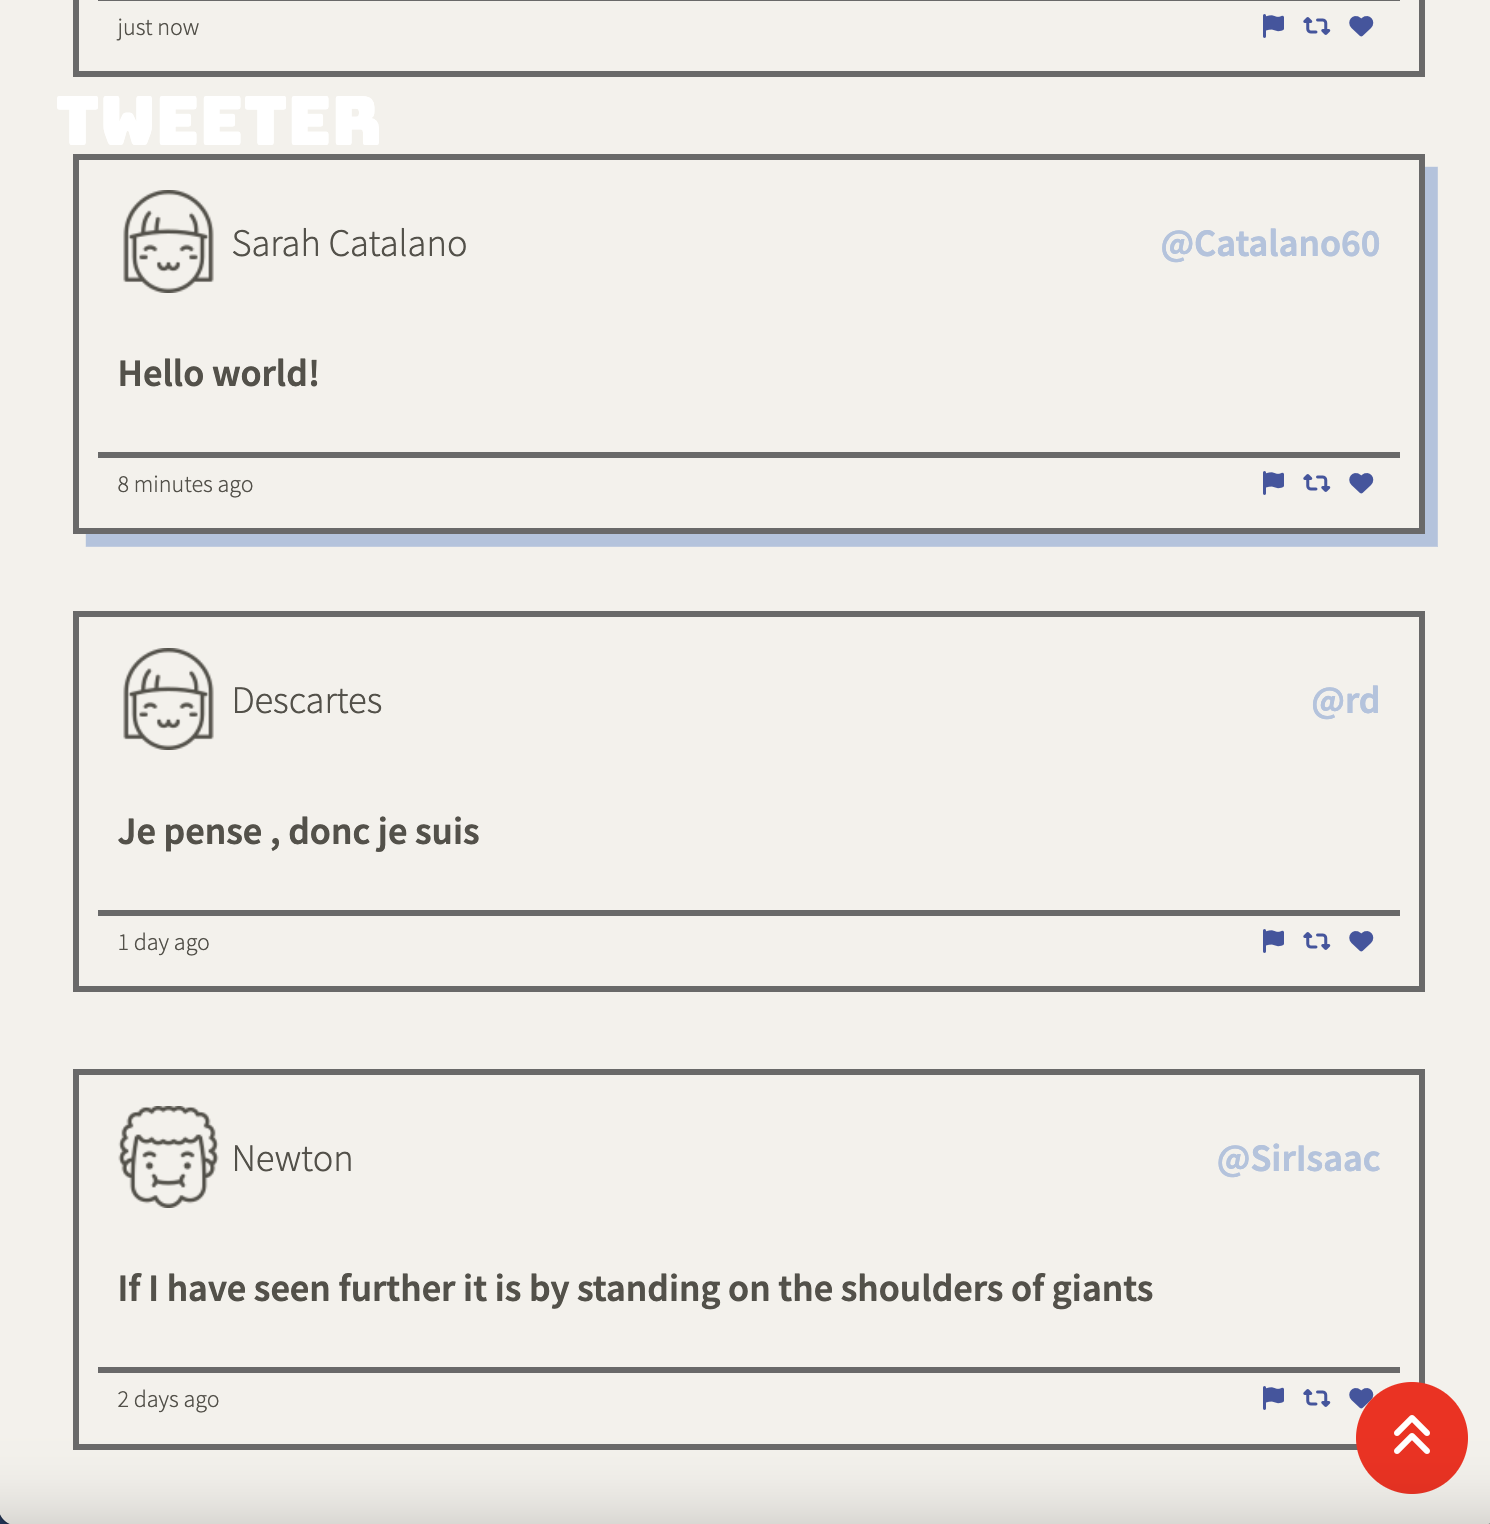 just now
TWEETER
Sarah Catalano @Catalano60
Hello world!
8 minutes ago
Descartes @rd
Je pense , donc je suis
1 day ago
Newton @SirIsaac
If I have seen further it is by standing on the shoulders of giants
2 days ago